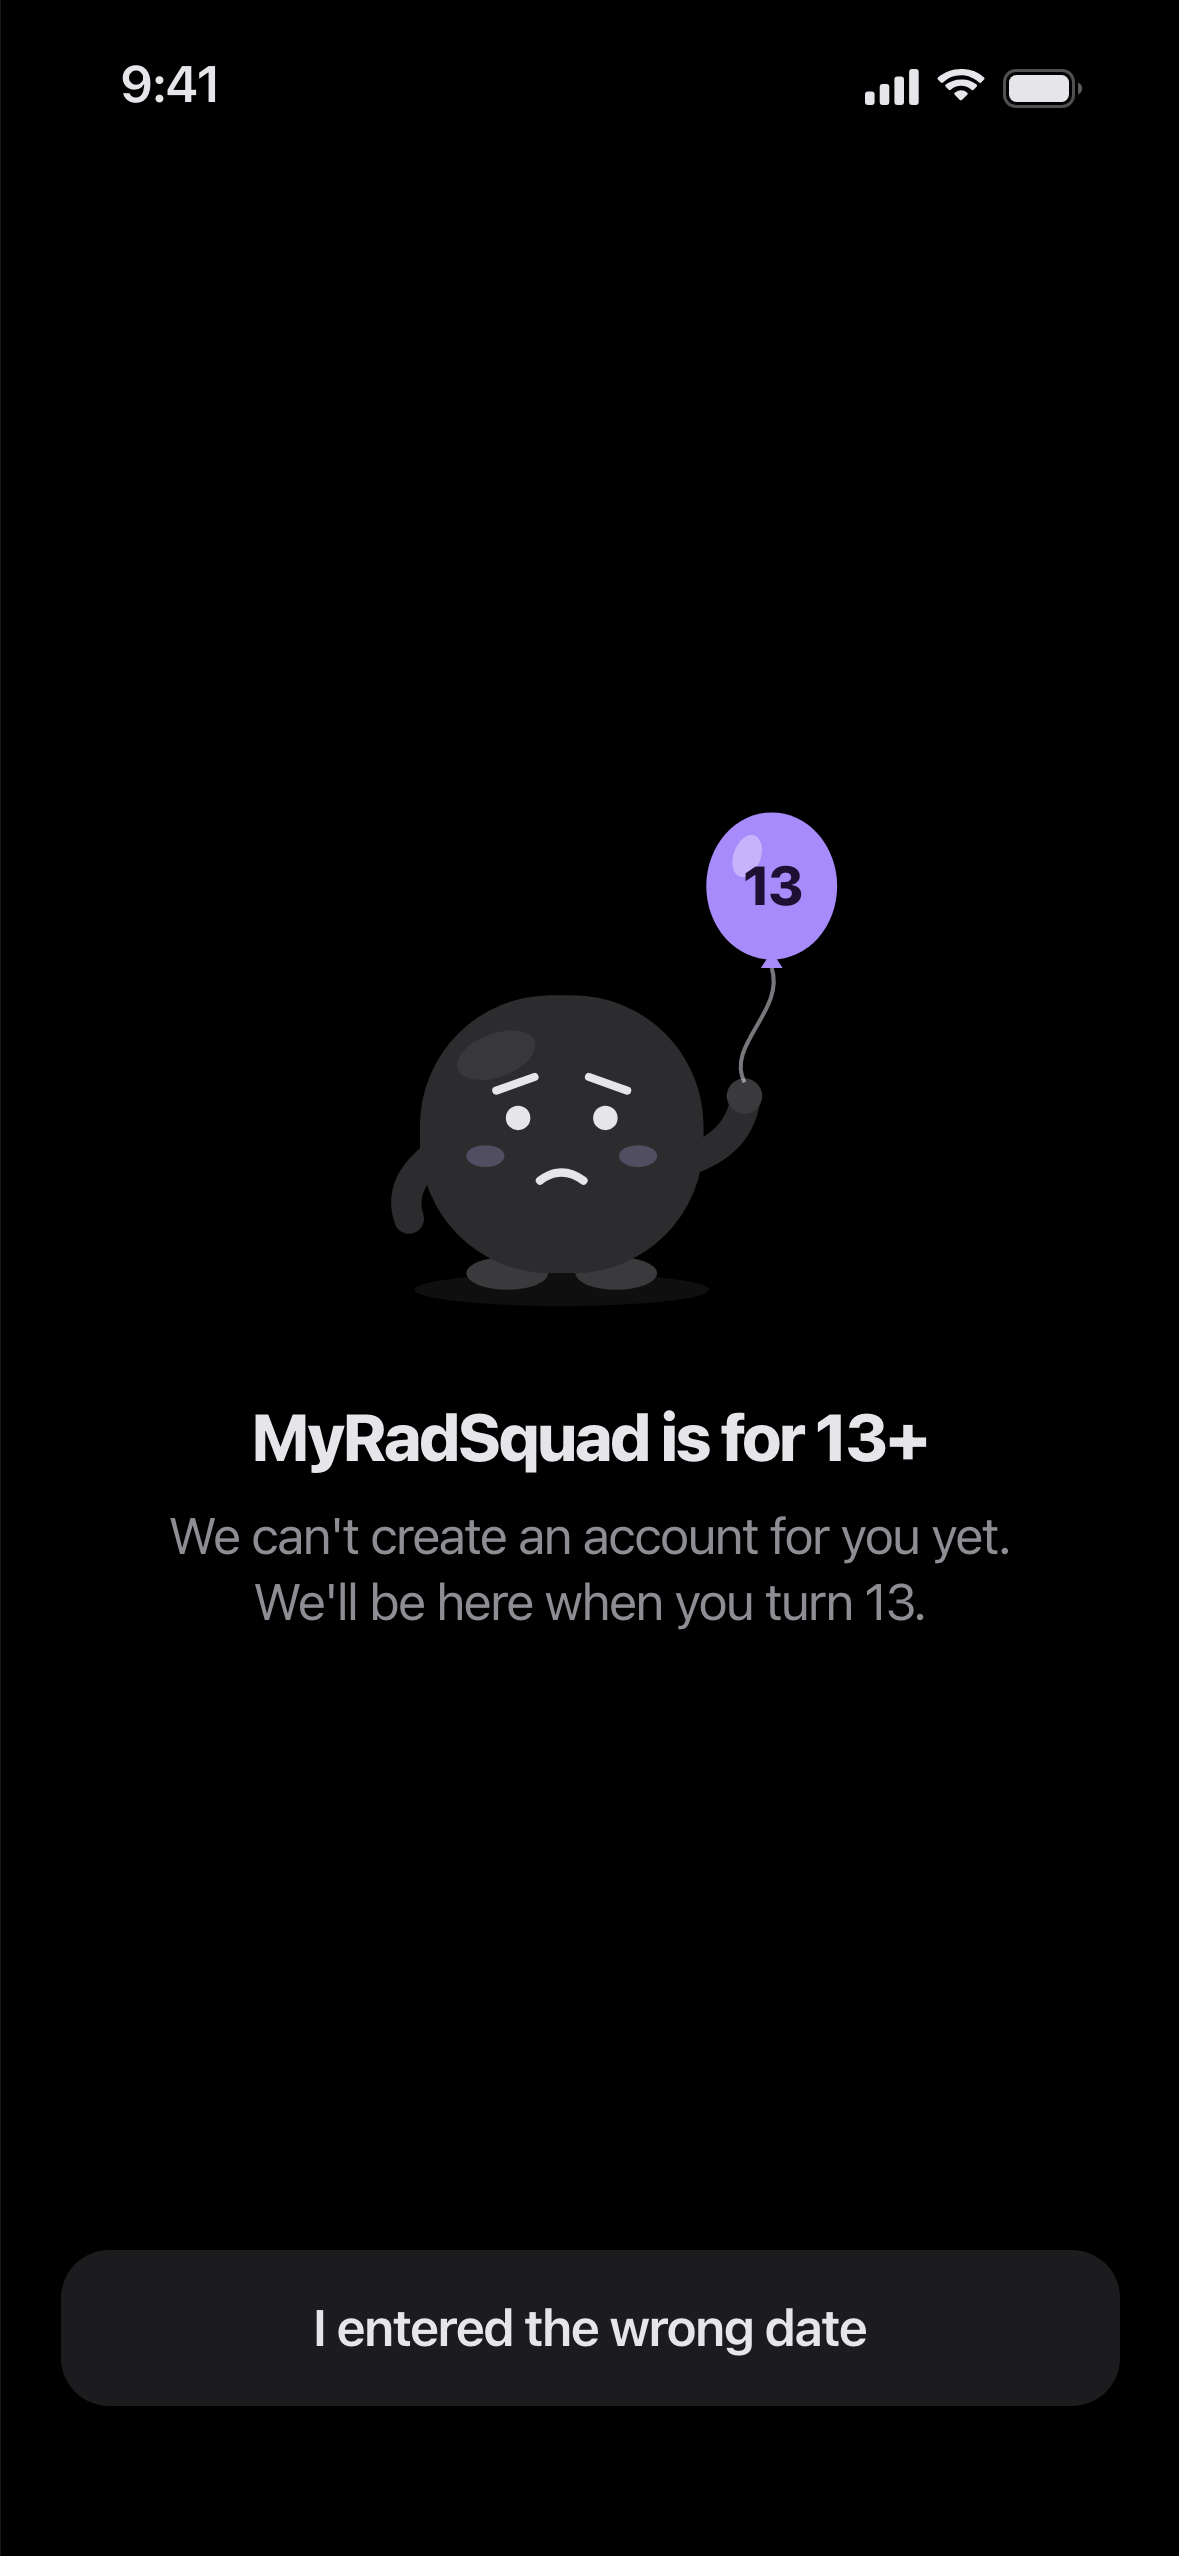 9:41
13
MyRadSquad is for 13+
We can't create an account for you yet.
We'll be here when you turn 13.
I entered the wrong date